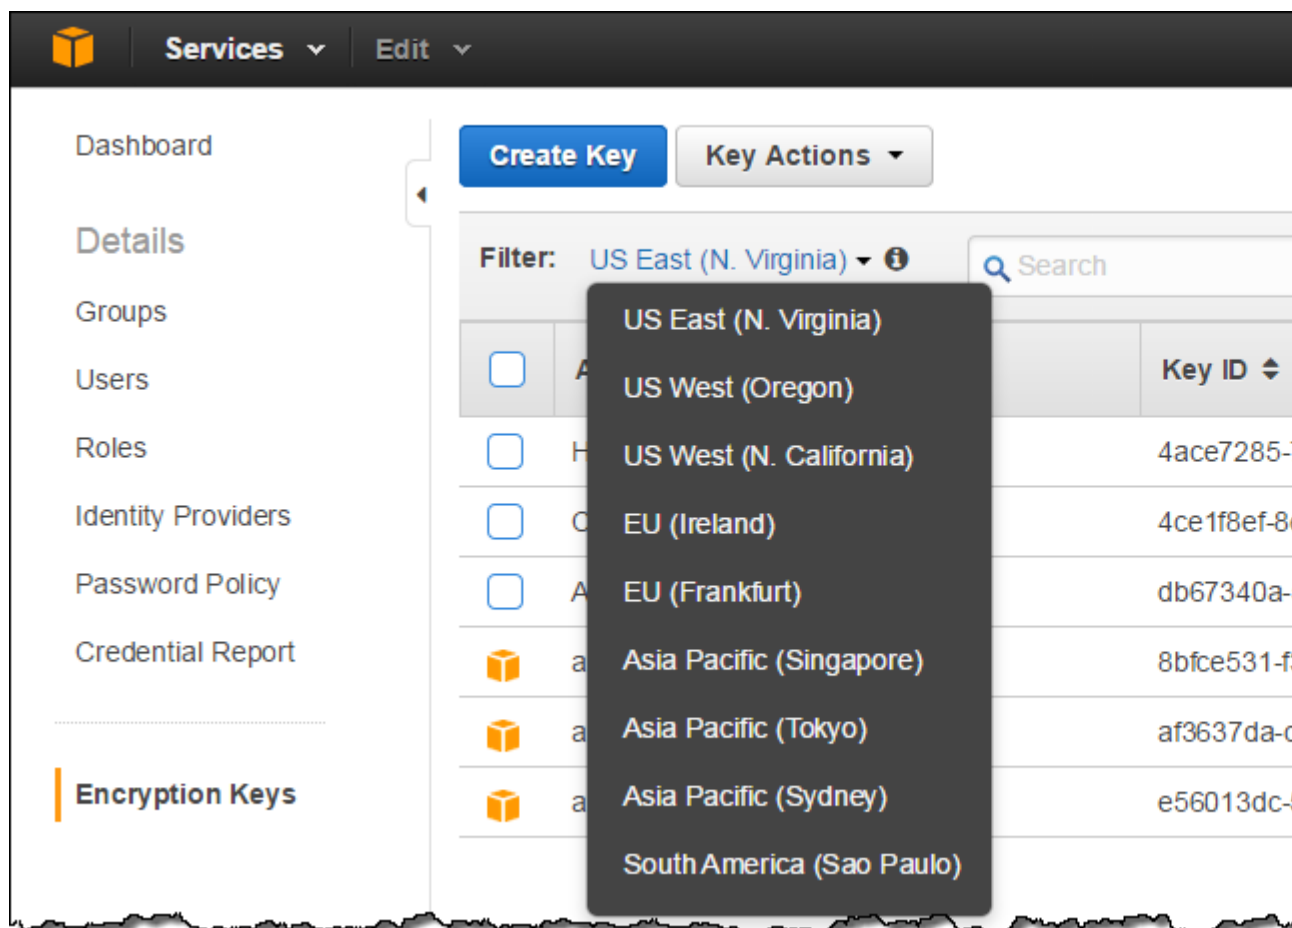 Services Edit
Dashboard
Create Key Key Actions
Details
Filter: US East (N. Virginia) Search
Groups
US East (N. Virginia)
Key ID
Users
US West (Oregon)
Roles
US West (N. California)
4ace7285-
Identity Providers
EU (Ireland)
4ce1f8ef-8
Password Policy
EU (Frankfurt)
db67340a-
Credential Report
Asia Pacific (Singapore)
8bfce531-f
Asia Pacific (Tokyo)
af3637da-
Encryption Keys
Asia Pacific (Sydney)
e56013dc-
South America (Sao Paulo)